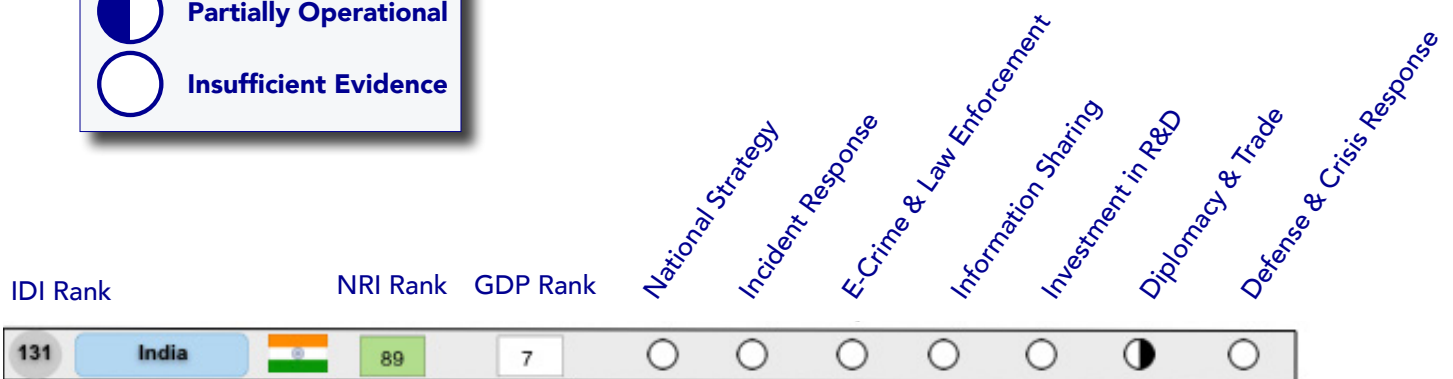 Partially Operational
Insufficient Evidence
National Strategy
Incident Response
E-Crime & Law Enforcement
Information Sharing
Investment in R&D
Diplomacy & Trade
Defense & Crisis Response
IDI Rank NRI Rank GDP Rank
131 India 89 7